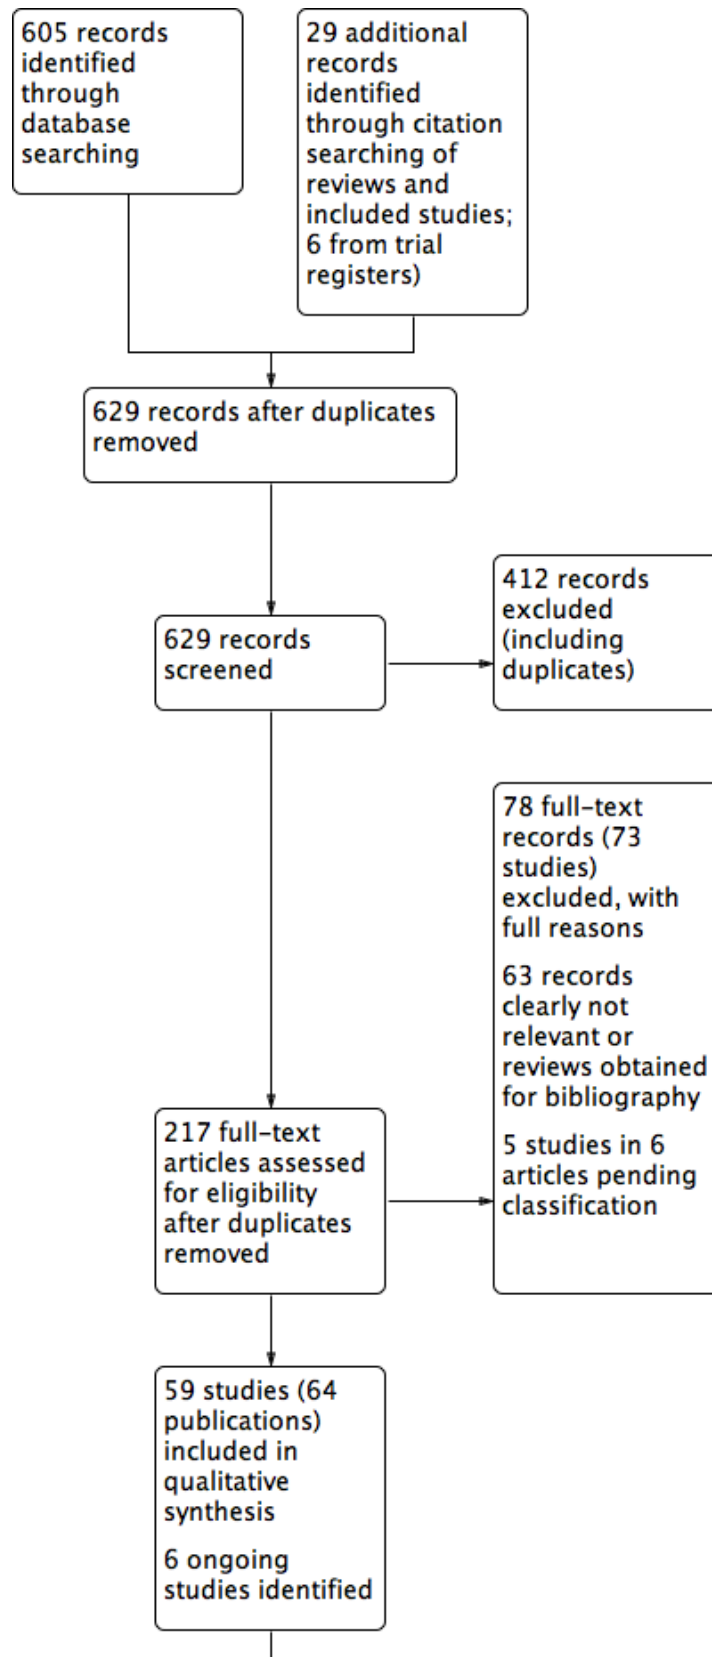 605 records
identified
through
database
searching
29 additional
records
identified
through citation
searching of
reviews and
included studies;
6 from trial
registers)
629 records after duplicates
removed
629 records
screened
412 records
excluded
(including
duplicates)
78 full-text
records (73
studies)
excluded, with
full reasons
63 records
clearly not
relevant or
reviews obtained
for bibliography
5 studies in 6
articles pending
classification
217 full-text
articles assessed
for eligibility
after duplicates
removed
59 studies (64
publications)
included in
qualitative
synthesis
6 ongoing
studies identified